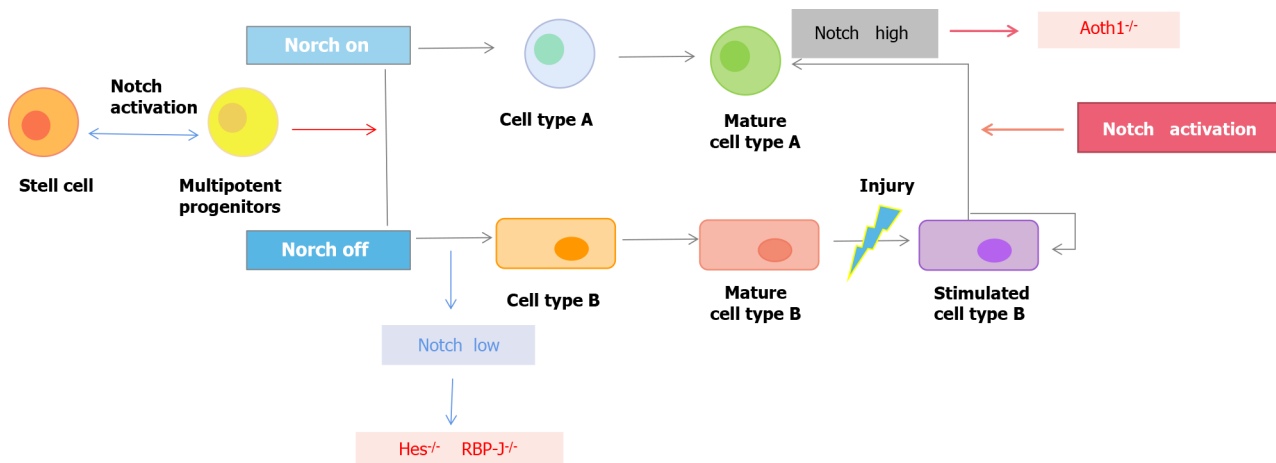 Norch on
Notch high
Aoth1-/-
Notch
activation
Cell type A
Mature
cell type A
Notch activation
Stell cell
Multipotent
progenitors
Injury
Norch off
Cell type B
Mature
cell type B
Stimulated
cell type B
Notch low
Hes-/- RBP-J-/-